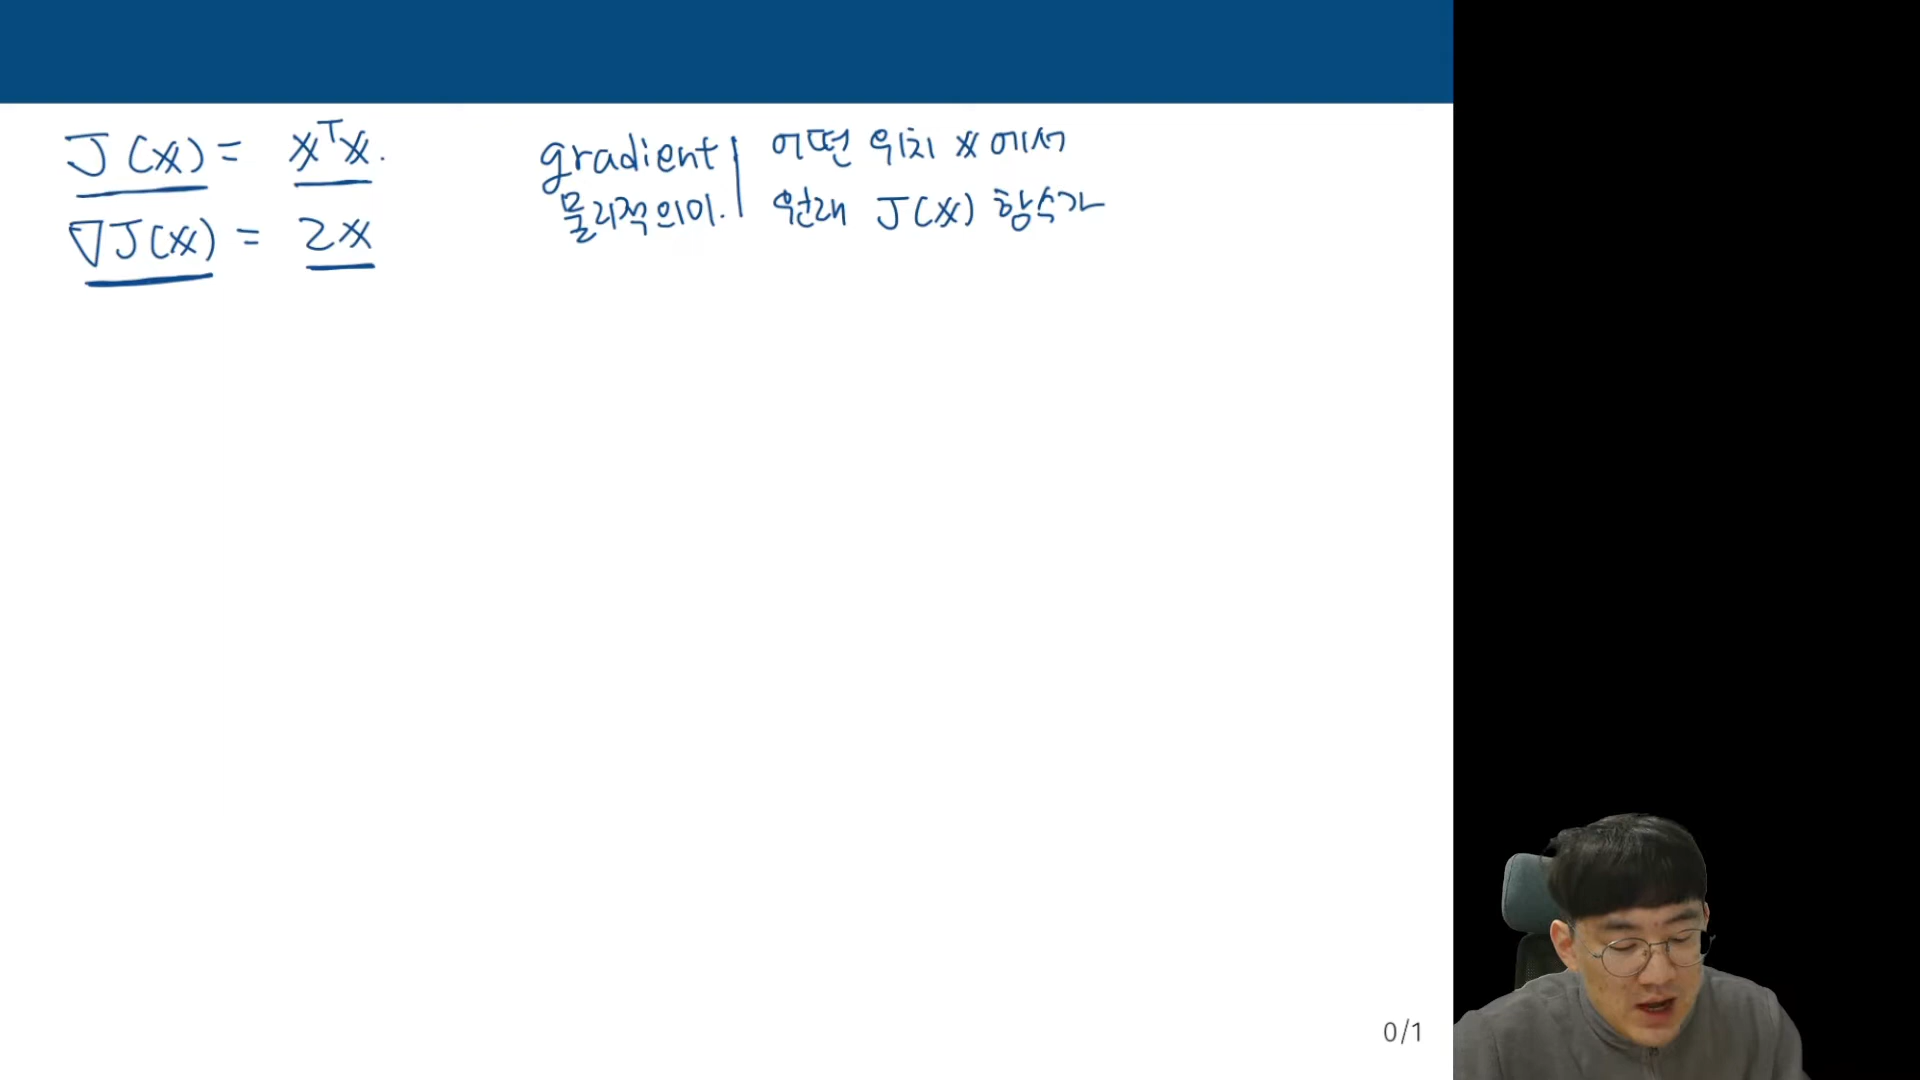 J(x) = xᵀx.
∇J(x) = 2x
gradient
물리적의미.
어떤 위치 x 에서
원래 J(x) 함수가
0/1